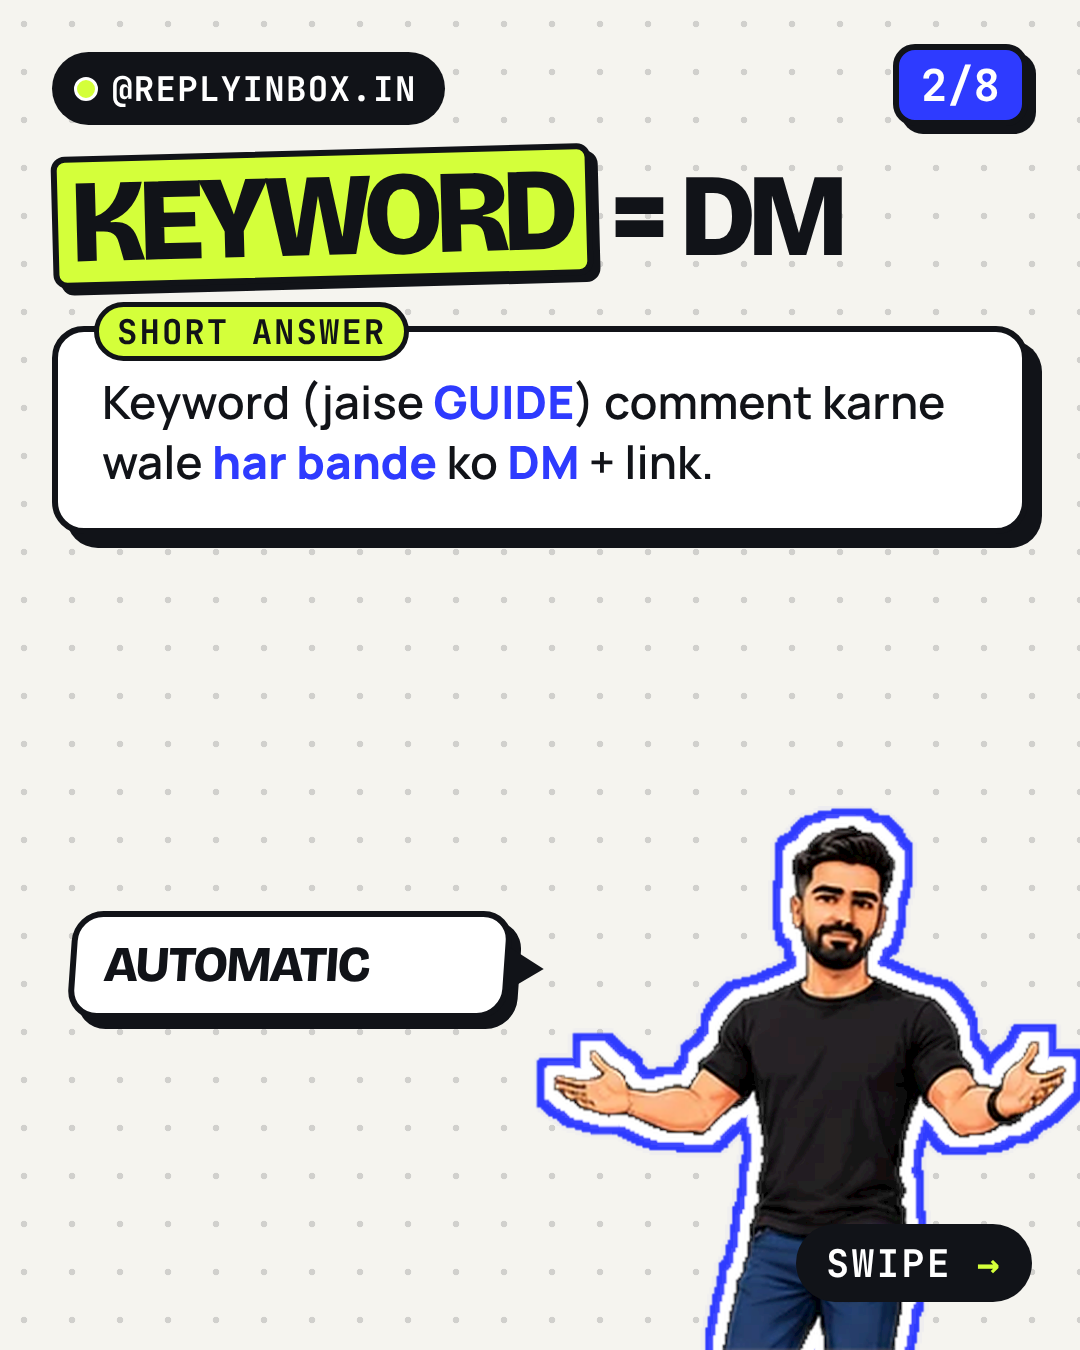 @REPLYINBOX.IN
2/8
KEYWORD = DM
SHORT ANSWER
Keyword (jaise GUIDE) comment karne
wale har bande ko DM + link.
AUTOMATIC
SWIPE →